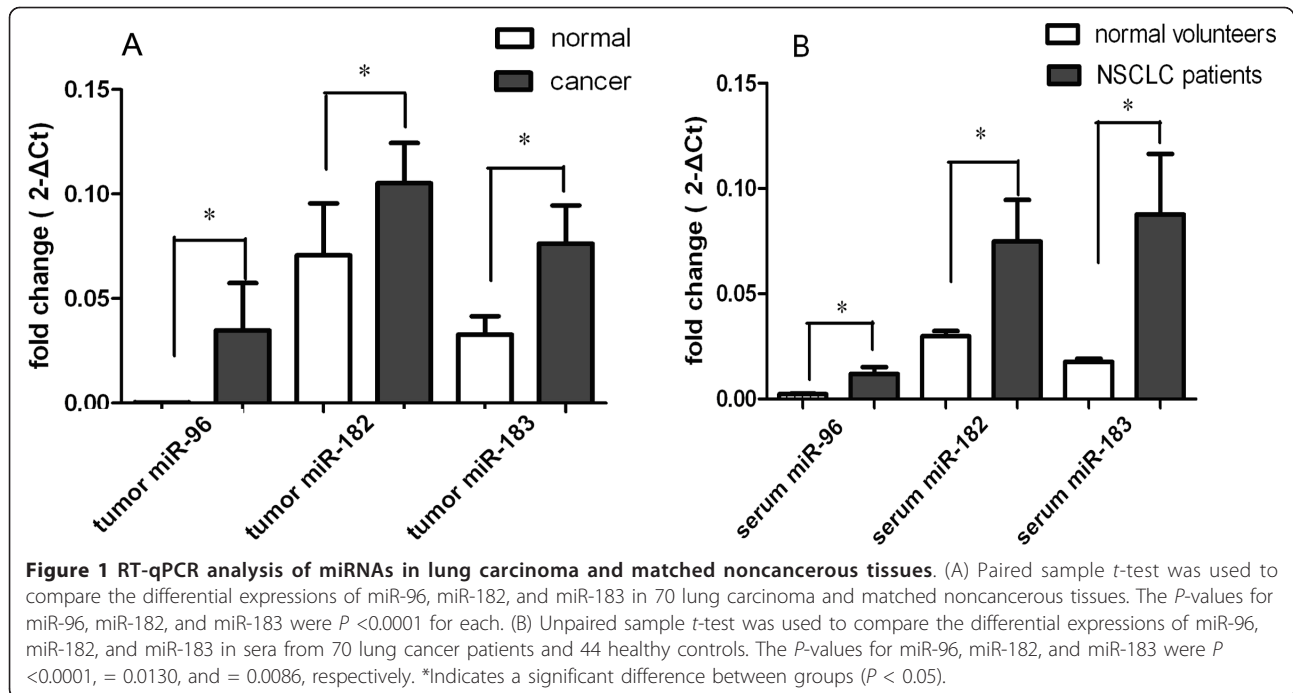 A
normal
cancer
*
*
*
0.15
0.10
0.05
0.00
fold change ( 2-ΔCt)
tumor miR-96
tumor miR-182
tumor miR-183
B
normal volunteers
NSCLC patients
*
*
*
0.15
0.10
0.05
0.00
fold change ( 2-ΔCt)
serum miR-96
serum miR-182
serum miR-183
Figure 1 RT-qPCR analysis of miRNAs in lung carcinoma and matched noncancerous tissues. (A) Paired sample t-test was used to
compare the differential expressions of miR-96, miR-182, and miR-183 in 70 lung carcinoma and matched noncancerous tissues. The P-values for
miR-96, miR-182, and miR-183 were P <0.0001 for each. (B) Unpaired sample t-test was used to compare the differential expressions of miR-96,
miR-182, and miR-183 in sera from 70 lung cancer patients and 44 healthy controls. The P-values for miR-96, miR-182, and miR-183 were P
<0.0001, = 0.0130, and = 0.0086, respectively. *Indicates a significant difference between groups (P < 0.05).